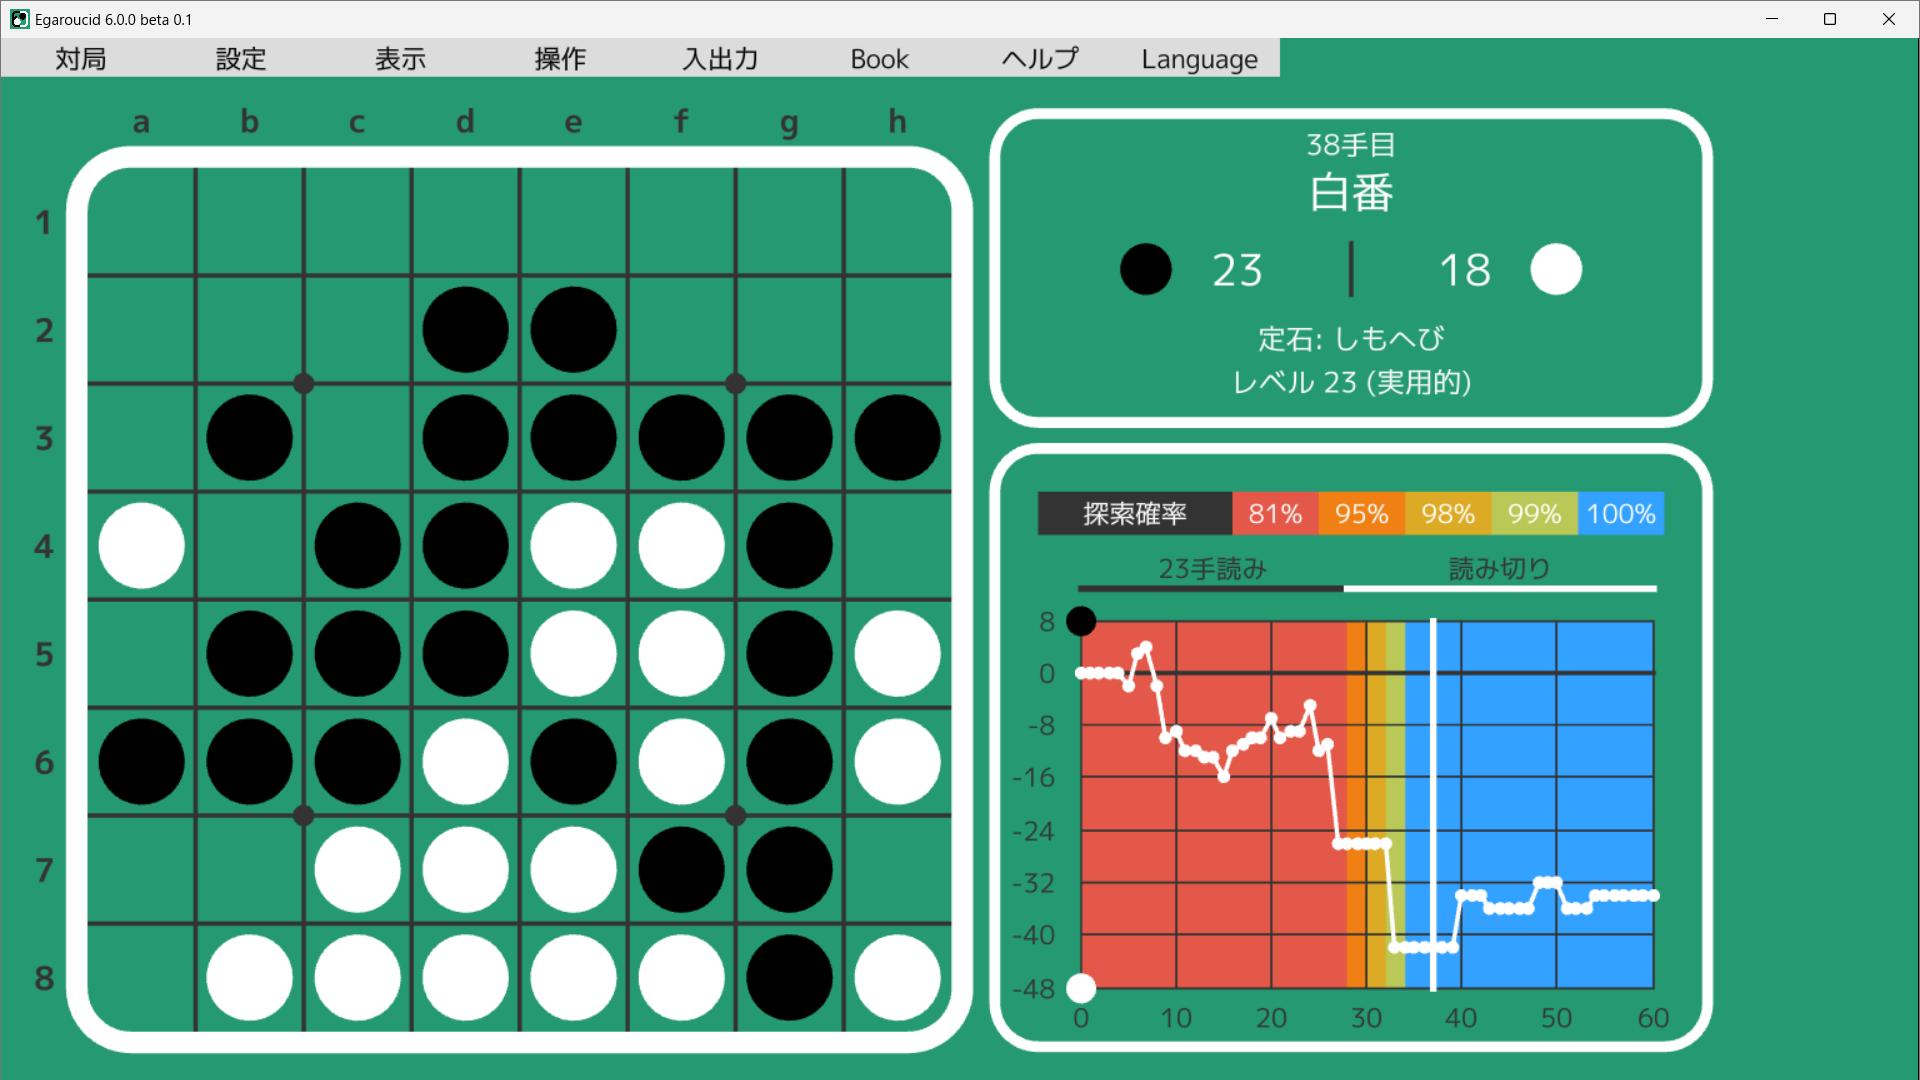 Egaroucid 6.0.0 beta 0.1
対局 設定 表示 操作 入出力 Book ヘルプ Language
a b c d e f g h
1
2
3
4
5
6
7
8
38手目
白番
23 18
定石: しもへび
レベル 23 (実用的)
探索確率 81% 95% 98% 99% 100%
23手読み 読み切り
8
0
-8
-16
-24
-32
-40
-48
0 10 20 30 40 50 60